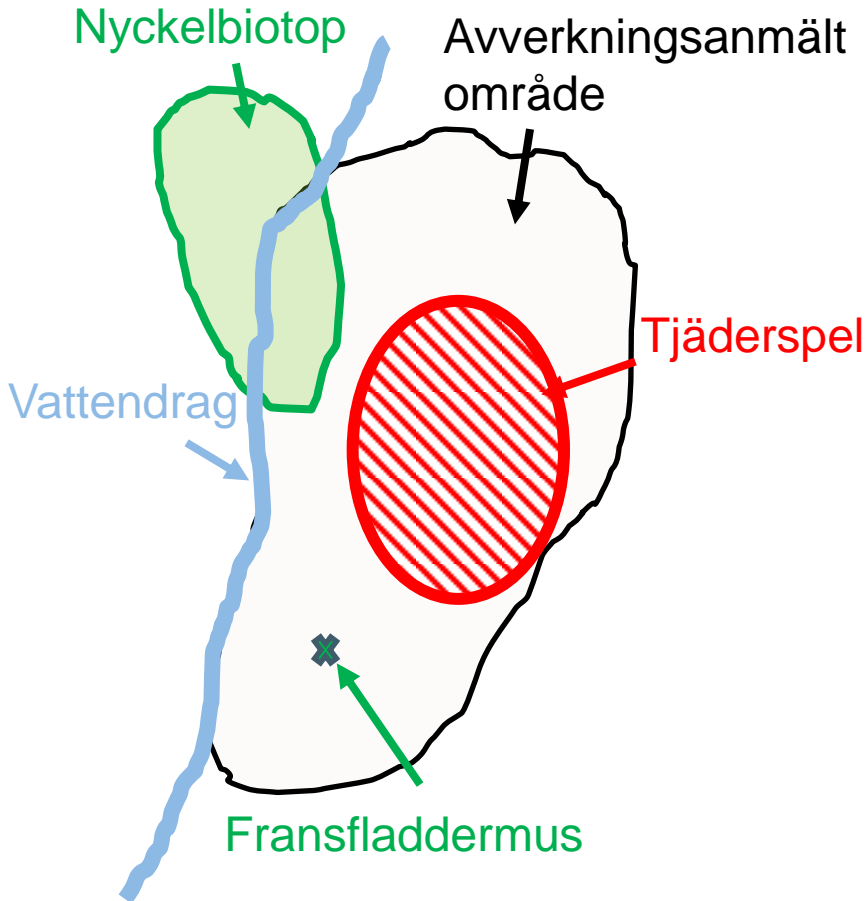 Nyckelbiotop
Avverkningsanmält
område
Tjäderspel
Vattendrag
Fransfladdermus